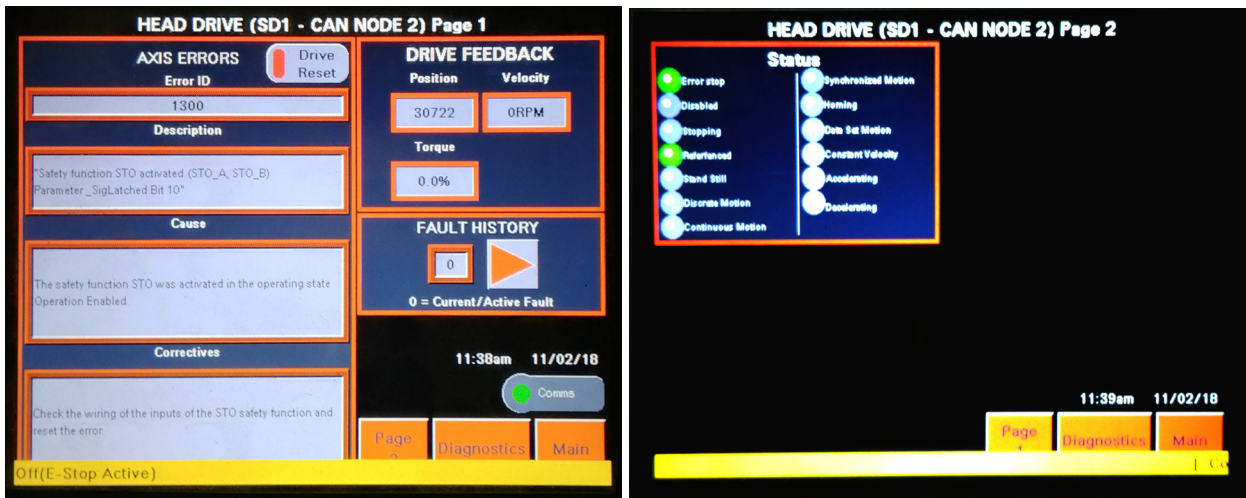 HEAD DRIVE (SD1 - CAN NODE 2) Page 1
AXIS ERRORS
Drive
Reset
Error ID
1300
Description
"Safety function STO activated (STO_A, STO_B)
Parameter _SigLatched Bit 10"
Cause
The safety function STO was activated in the operating state
Operation Enabled.
Correctives
Check the wiring of the inputs of the STO safety function and
reset the error.
DRIVE FEEDBACK
Position Velocity
30722 0RPM
Torque
0.0%
FAULT HISTORY
0
0 = Current/Active Fault
11:38am 11/02/18
Comms
Page
Diagnostics
Main
Off(E-Stop Active)
HEAD DRIVE (SD1 - CAN NODE 2) Page 2
Status
Error stop
Disabled
Stopping
Referfenced
Stand Still
Discrete Motion
Continuous Motion
Synchronized Motion
Homing
Data Set Motion
Constant Velocity
Accelerating
Decelerating
11:39am 11/02/18
Page
Diagnostics
Main